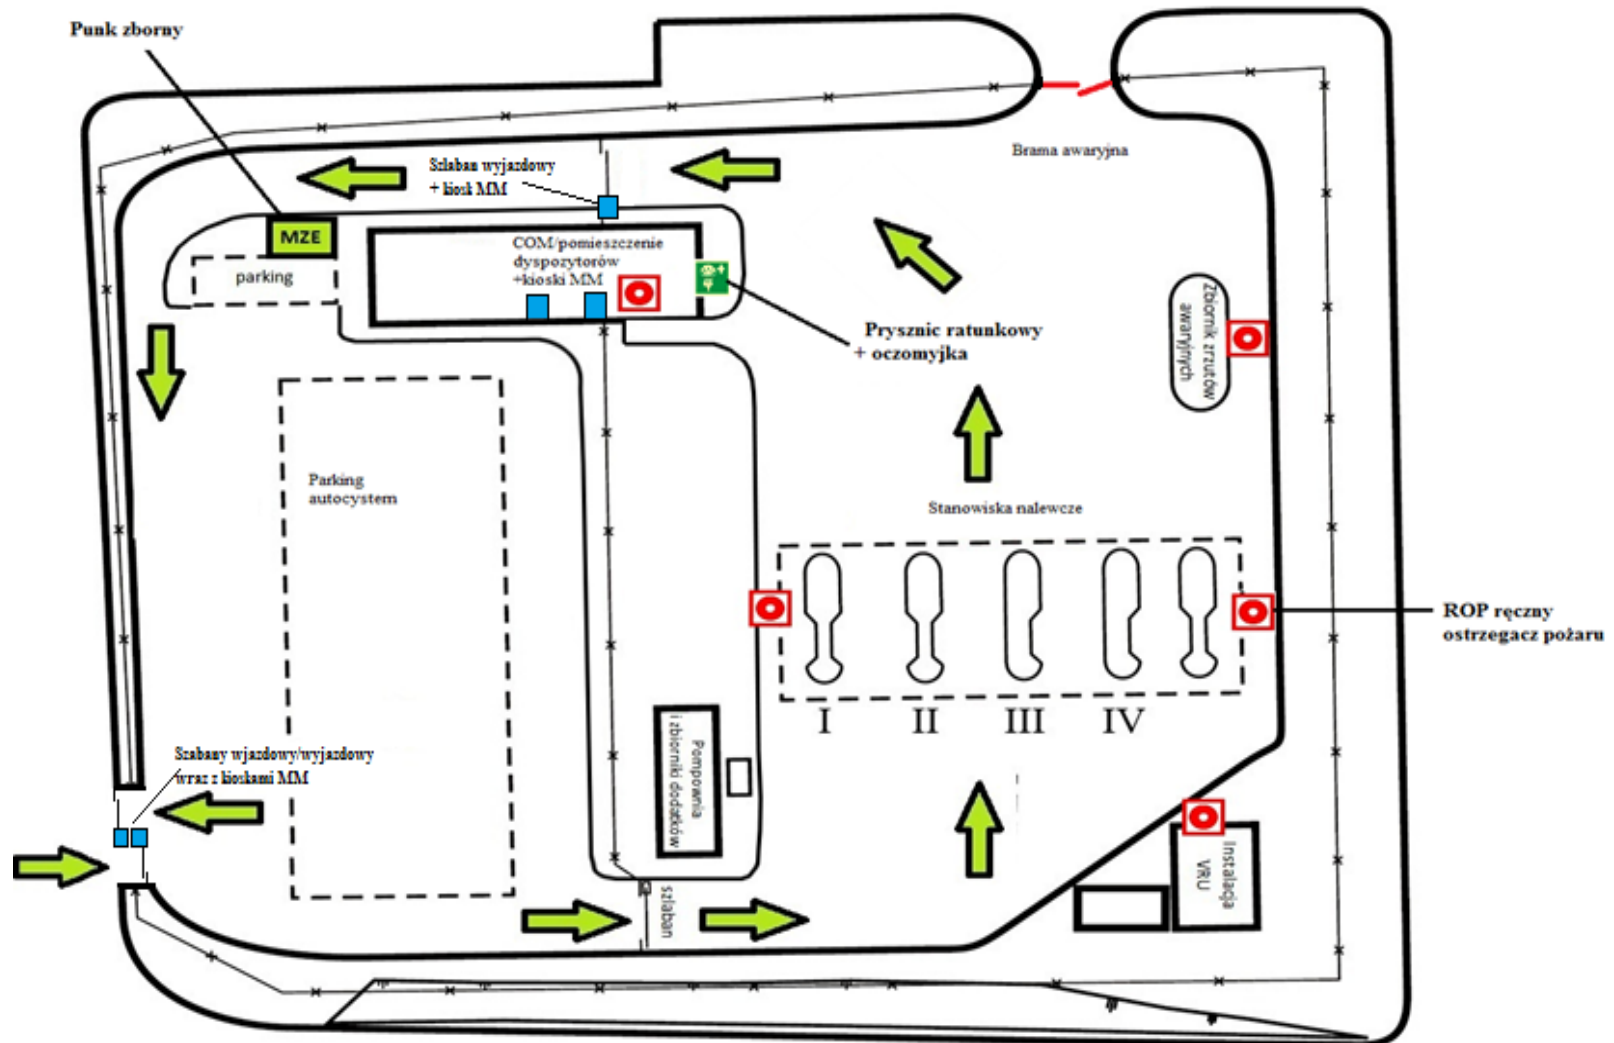 Punk zborny
Brama awaryjna
Szlaban wyjazdowy
+ kiosk MM
MZE
parking
COM/pomieszczenie
dyspozytorów
+kioski MM
Prysznic ratunkowy
+ oczomyjka
Zbiornik zrzutów
awaryjnych
Parking
autocystern
Stanowiska nalewcze
ROP ręczny
ostrzegacz pożaru
I II III IV
Pompownia
i zbiorniki dodatków
Szabany wjazdowy/wyjazdowy
wraz z kioskami MM
Instalacja
VRU
szlaban